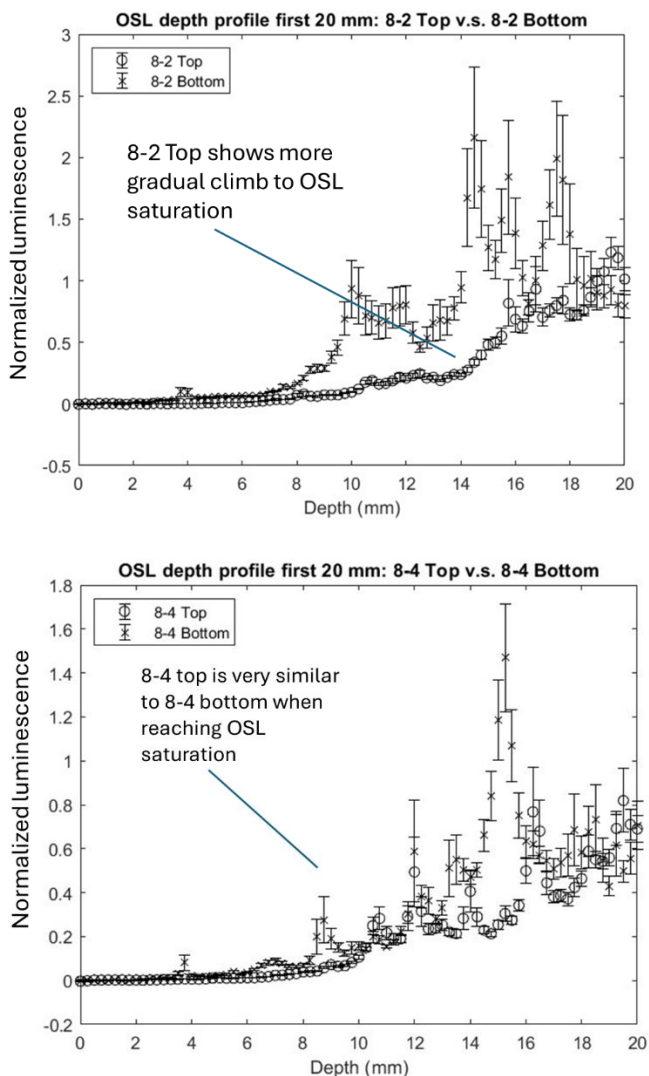 OSL depth profile first 20 mm: 8-2 Top v.s. 8-2 Bottom
3
8-2 Top
8-2 Bottom
2.5
8-2 Top shows more
gradual climb to OSL
saturation
2
1.5
1
0.5
0
-0.5
Normalized luminescence
0 2 4 6 8 10 12 14 16 18 20
Depth (mm)
OSL depth profile first 20 mm: 8-4 Top v.s. 8-4 Bottom
1.8
8-4 Top
8-4 Bottom
1.6
1.4
8-4 top is very similar
to 8-4 bottom when
reaching OSL
saturation
1.2
1
0.8
0.6
0.4
0.2
0
-0.2
Normalized luminescence
0 2 4 6 8 10 12 14 16 18 20
Depth (mm)